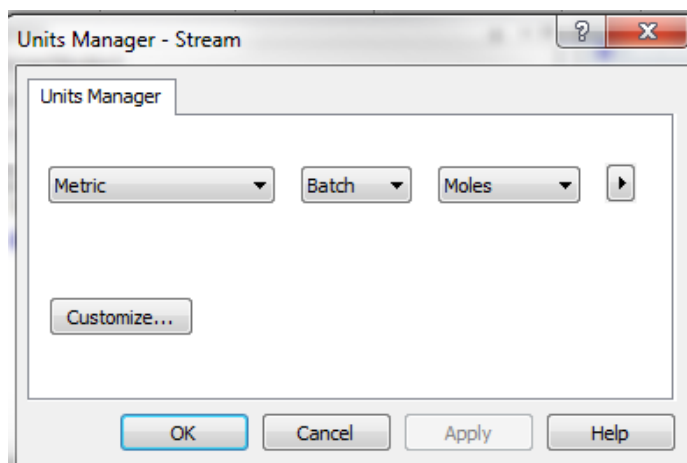 Units Manager - Stream
Units Manager
Metric Batch Moles
Customize...
OK Cancel Apply Help